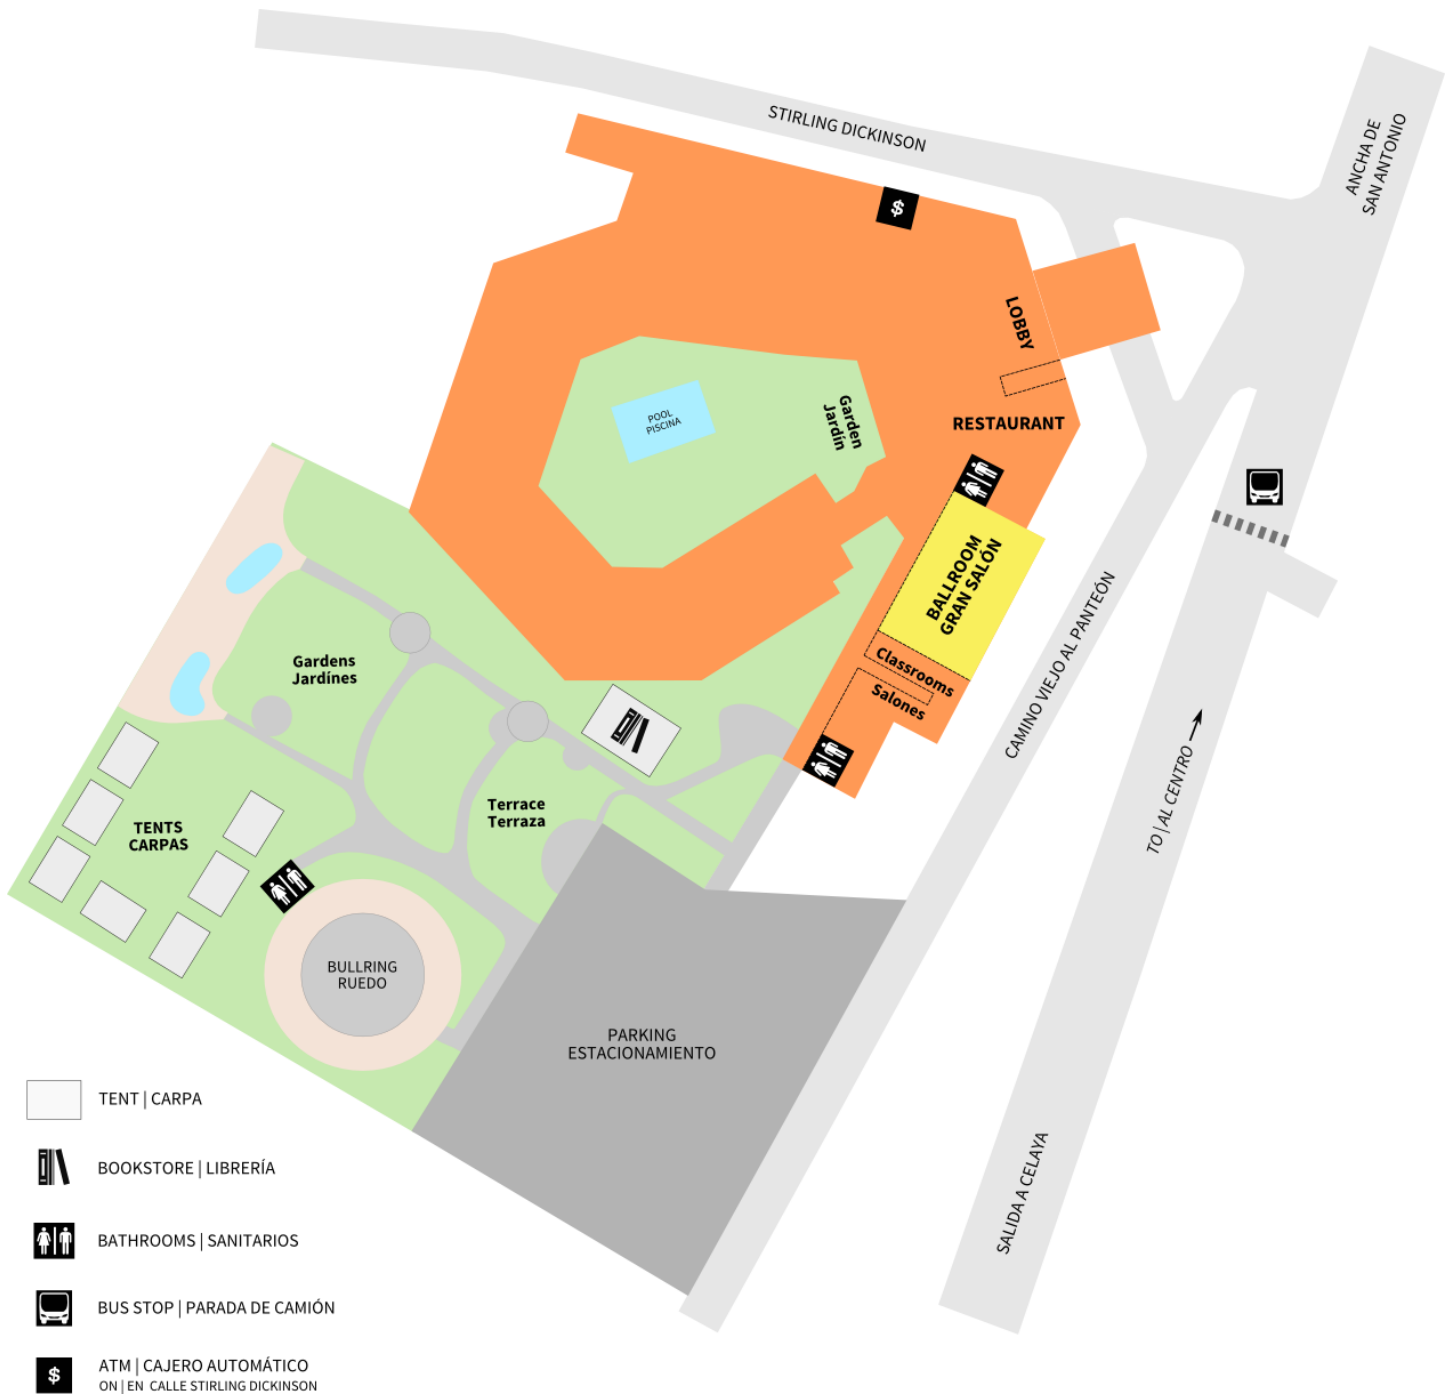 STIRLING DICKINSON
ANCHA DE
SAN ANTONIO
$
LOBBY
POOL
PISCINA
Garden
Jardín
RESTAURANT
BALLROOM
GRAN SALÓN
Classrooms
Salones
CAMINO VIEJO AL PANTEÓN
Gardens
Jardínes
Terrace
Terraza
TENTS
CARPAS
TO | AL CENTRO
BULLRING
RUEDO
PARKING
ESTACIONAMIENTO
SALIDA A CELAYA
TENT | CARPA
BOOKSTORE | LIBRERÍA
BATHROOMS | SANITARIOS
BUS STOP | PARADA DE CAMIÓN
$
ATM | CAJERO AUTOMÁTICO
ON | EN CALLE STIRLING DICKINSON